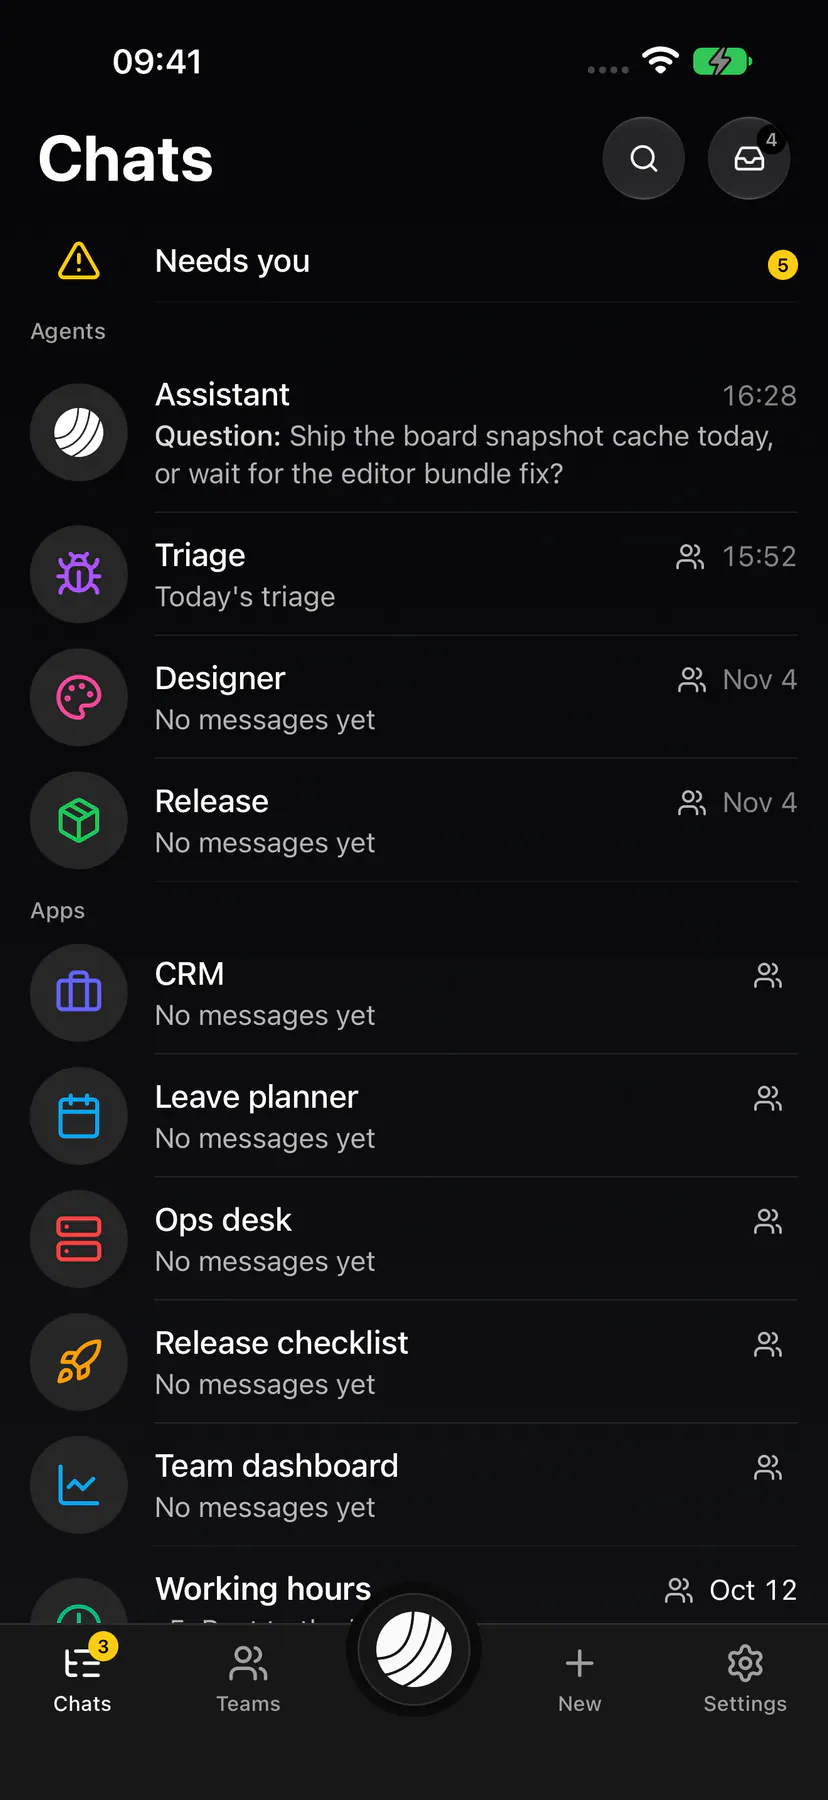 09:41
Chats
4
Needs you
5
Agents
Assistant
16:28
Question: Ship the board snapshot cache today,
or wait for the editor bundle fix?
Triage
15:52
Today's triage
Designer
Nov 4
No messages yet
Release
Nov 4
No messages yet
Apps
CRM
No messages yet
Leave planner
No messages yet
Ops desk
No messages yet
Release checklist
No messages yet
Team dashboard
No messages yet
Working hours
Oct 12
3
Chats
Teams
New
Settings